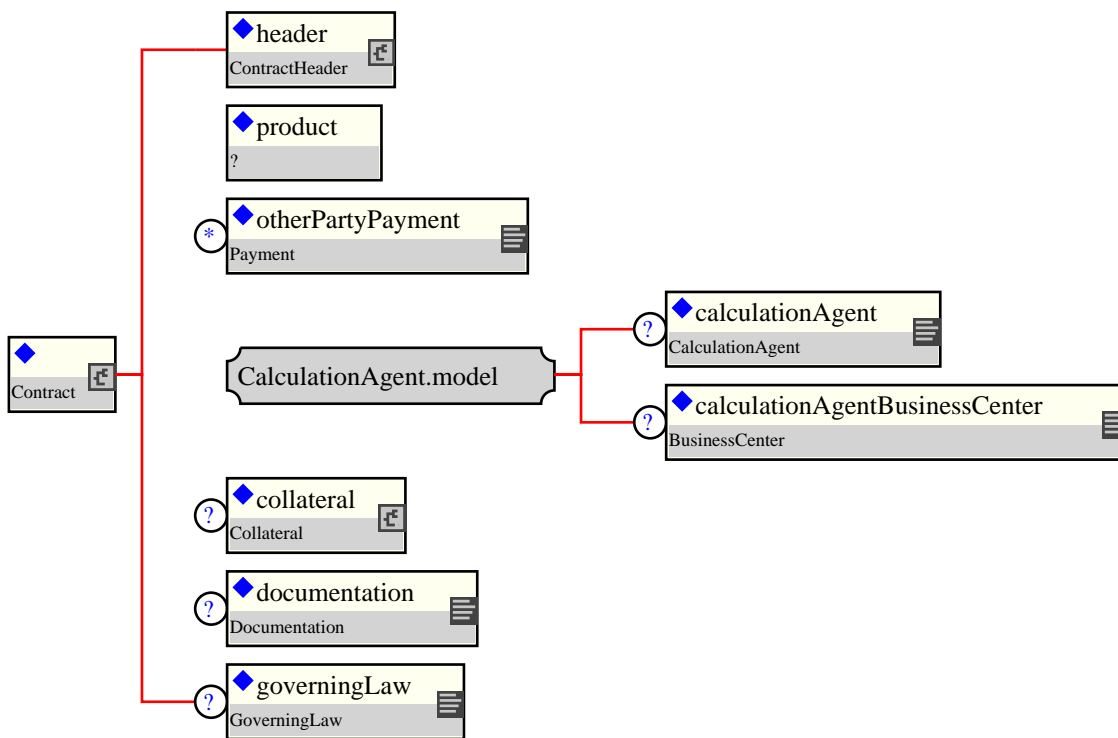 header
ContractHeader
product
?
*
otherPartyPayment
Payment
?
calculationAgent
CalculationAgent
Contract
CalculationAgent.model
?
calculationAgentBusinessCenter
BusinessCenter
?
collateral
Collateral
?
documentation
Documentation
?
governingLaw
GoverningLaw